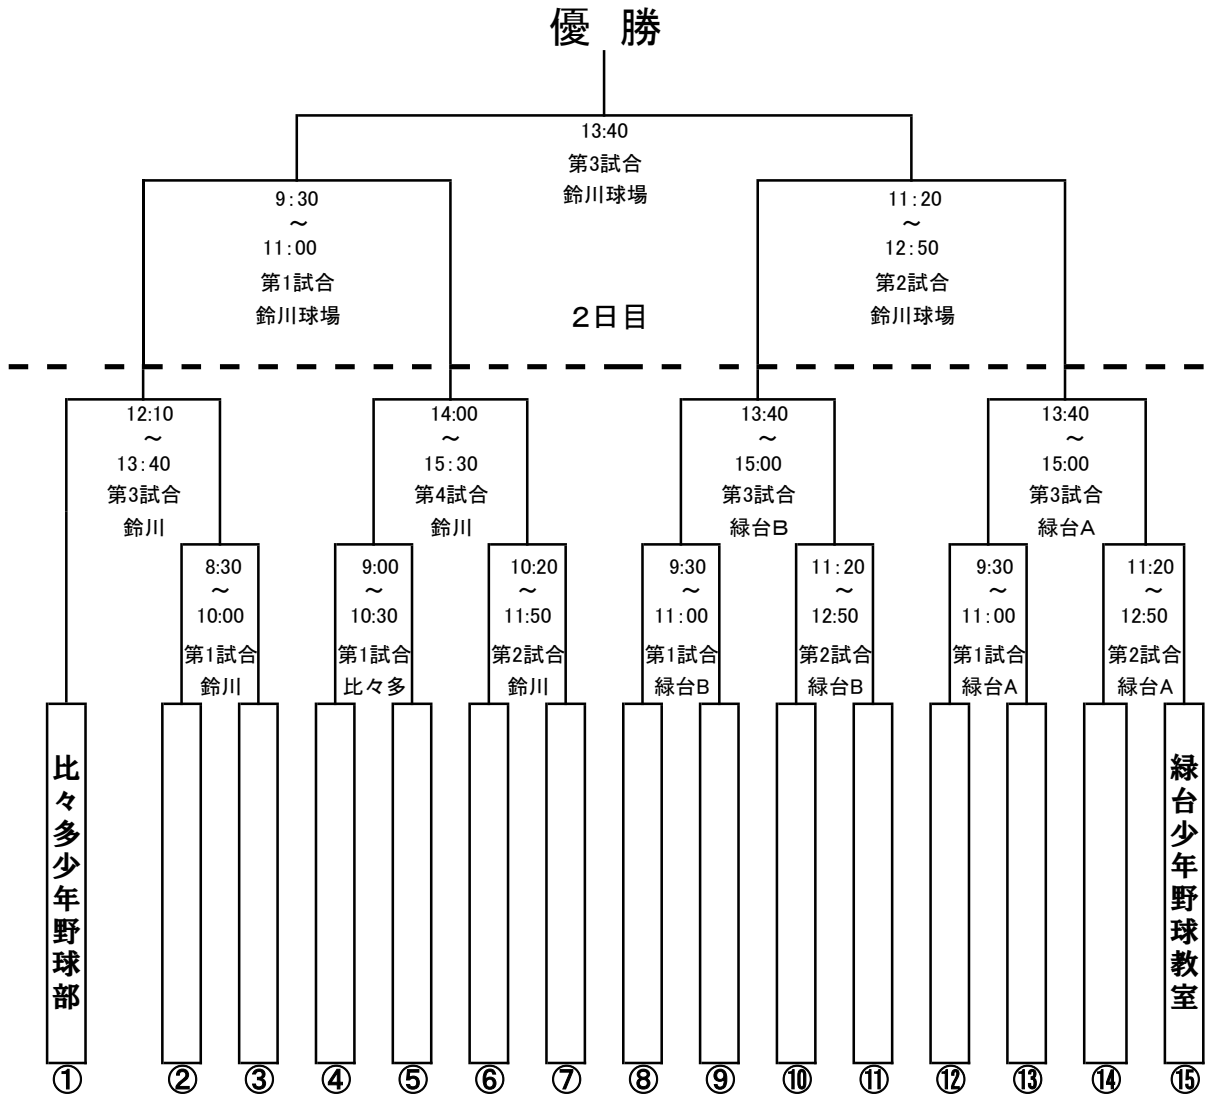 優 勝
13:40
第3試合
鈴川球場
9:30
～
11:00
第1試合
鈴川球場
11:20
～
12:50
第2試合
鈴川球場
２日目
12:10
～
13:40
第3試合
鈴川
14:00
～
15:30
第4試合
鈴川
13:40
～
15:00
第3試合
緑台Ｂ
13:40
～
15:00
第3試合
緑台Ａ
8:30
～
10:00
第1試合
鈴川
9:00
～
10:30
第1試合
比々多
10:20
～
11:50
第2試合
鈴川
9:30
～
11:00
第1試合
緑台Ｂ
11:20
～
12:50
第2試合
緑台Ｂ
9:30
～
11:00
第1試合
緑台Ａ
11:20
～
12:50
第2試合
緑台Ａ
比々多少年野球部
緑台少年野球教室
① ② ③ ④ ⑤ ⑥ ⑦ ⑧ ⑨ ⑩ ⑪ ⑫ ⑬ ⑭ ⑮